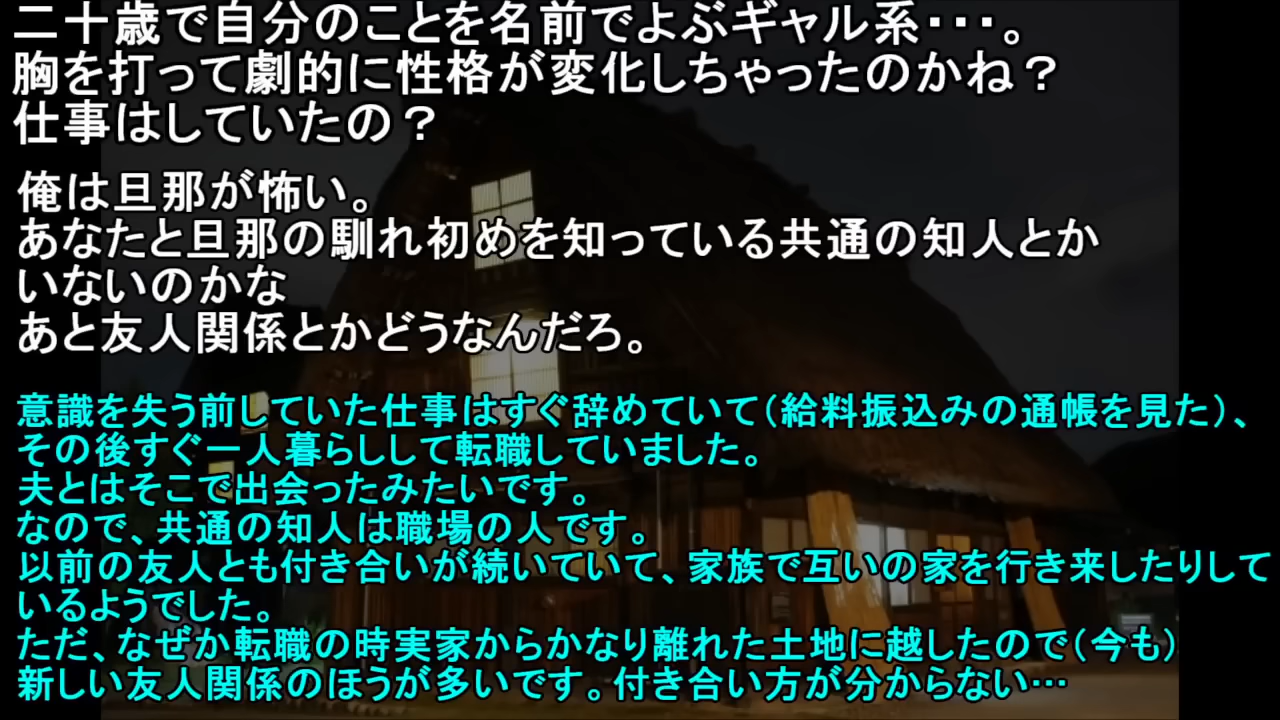 二十歳で自分のことを名前でよぶギャル系・・・。
胸を打って劇的に性格が変化しちゃったのかね？
仕事はしていたの？
俺は旦那が怖い。
あなたと旦那の馴れ初めを知っている共通の知人とか
いないのかな
あと友人関係とかどうなんだろ。
意識を失う前していた仕事はすぐ辞めていて（給料振込みの通帳を見た）、
その後すぐ一人暮らしして転職していました。
夫とはそこで出会ったみたいです。
なので、共通の知人は職場の人です。
以前の友人とも付き合いが続いていて、家族で互いの家を行き来したりして
いるようでした。
ただ、なぜか転職の時実家からかなり離れた土地に越したので（今も）
新しい友人関係のほうが多いです。付き合い方が分からない…